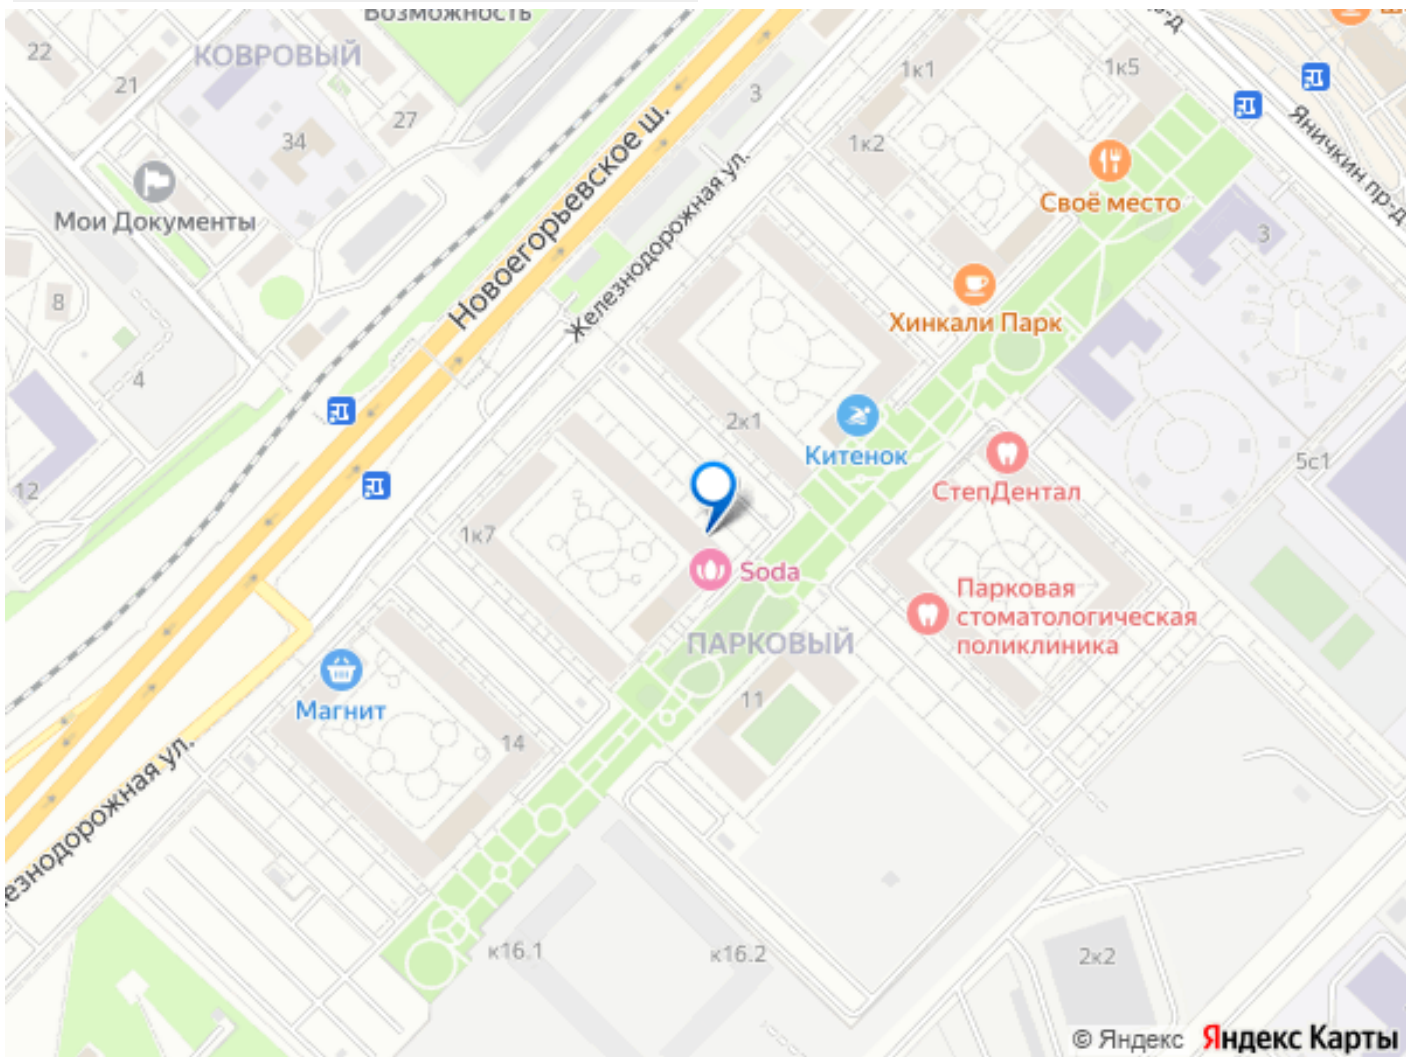 Возможность
22
КОВРОВЫЙ
21
34
27
Мои Документы
8
4
12
Новоегорьевское ш.
Железнодорожная ул.
3
1к1
1к5
1к2
Яничкин пр-д
Своё место
3
Хинкали Парк
2к1
Китенок
СтепДентал
5с1
1к7
Soda
Парковая
стоматологическая
поликлиника
ПАРКОВЫЙ
11
Магнит
14
к16.1
к16.2
2к2
© Яндекс Яндекс Карты